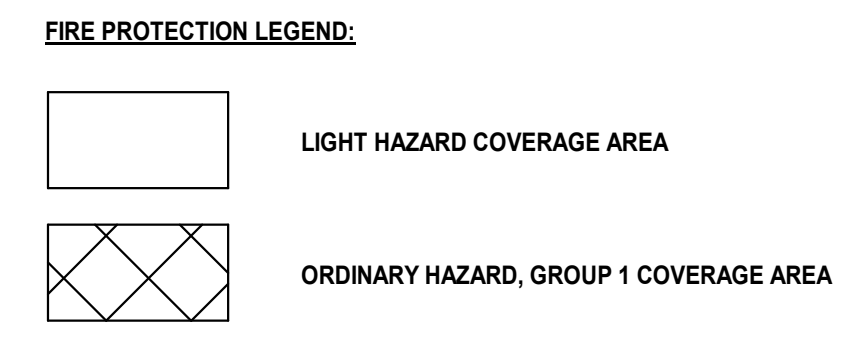 FIRE PROTECTION LEGEND:
LIGHT HAZARD COVERAGE AREA
ORDINARY HAZARD, GROUP 1 COVERAGE AREA